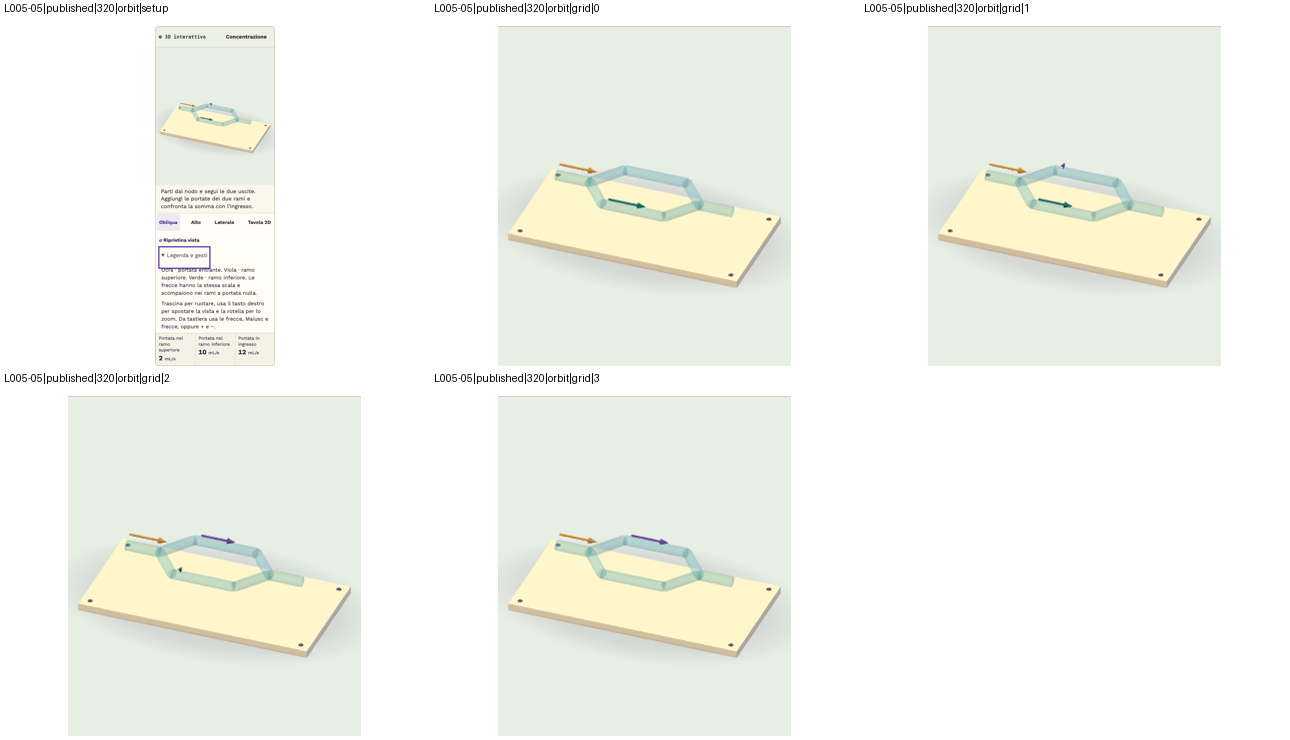 L005-05|published|320|orbit|setup
L005-05|published|320|orbit|grid|0
L005-05|published|320|orbit|grid|1
3D interattivo
Concentrazione
Parti dal nodo e segui le due uscite.
Aggiungi le portate dei due rami e
confronta la somma con l'ingresso.
Obliqua
Alto
Laterale
Tavola 2D
↺ Ripristina vista
▾ Legenda e gesti
Ocra · portata entrante. Viola · ramo
superiore. Verde · ramo inferiore. Le
frecce hanno la stessa scala e
scompaiono nei rami a portata nulla.
Trascina per ruotare, usa il tasto destro
per spostare la vista e la rotella per lo
zoom. Da tastiera usa le frecce, Maiusc e
frecce, oppure + e −.
Portata nel
ramo
superiore
2 mL/s
Portata nel
ramo inferiore
10 mL/s
Portata in
ingresso
12 mL/s
L005-05|published|320|orbit|grid|2
L005-05|published|320|orbit|grid|3